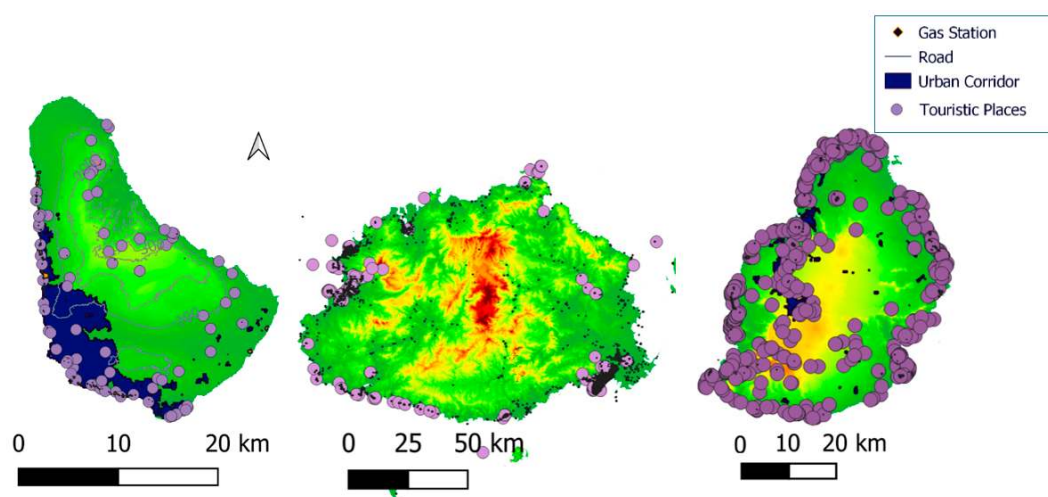 Gas Station
Road
Urban Corridor
Touristic Places
0 10 20 km
0 25 50 km
0 10 20 km